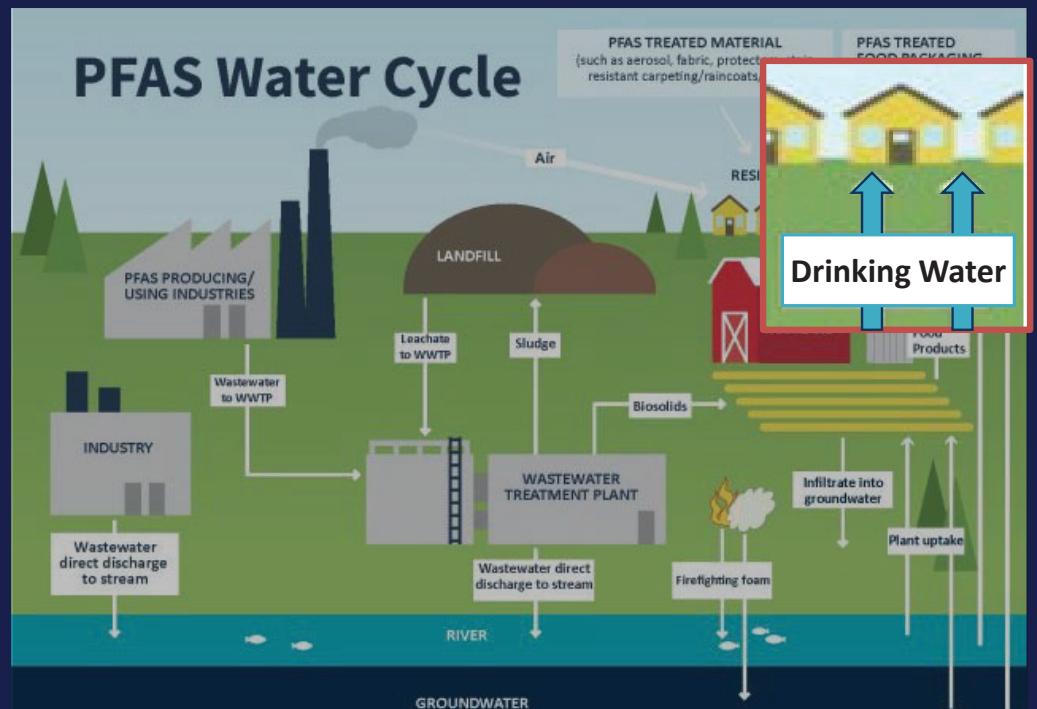 PFAS Water Cycle
PFAS TREATED MATERIAL
(such as aerosol, fabric,
resistant carpeting/raincoats,
PFAS TREATED
FOOD PACKAGING
Air
Drinking Water
LANDFILL
PFAS PRODUCING/
USING INDUSTRIES
Leachate
to WWTP
Sludge
Food
Products
Wastewater
to WWTP
Biosolids
INDUSTRY
WASTEWATER
TREATMENT PLANT
Infiltrate into
groundwater
Wastewater
direct discharge
to stream
Wastewater direct
discharge to stream
Firefighting foam
Plant uptake
RIVER
GROUNDWATER